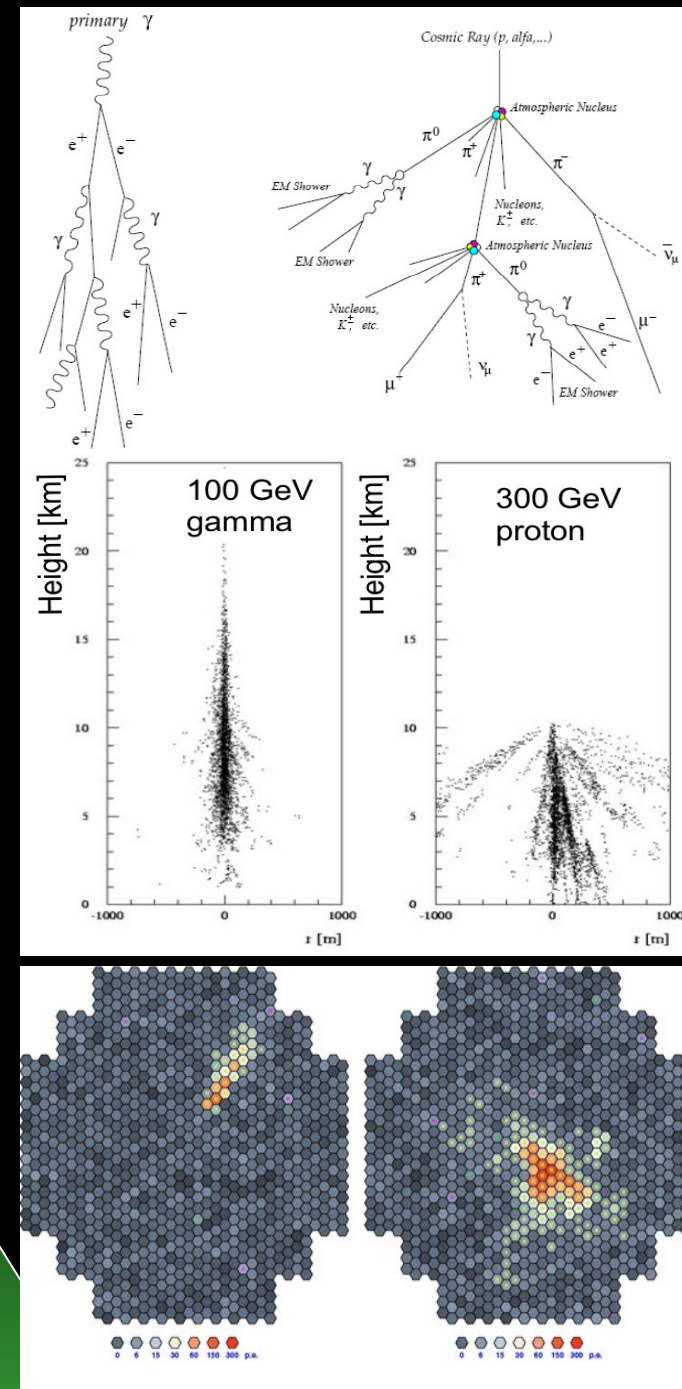 primary γ
e⁺
e⁻
γ
γ
e⁺
e⁻
e⁺
e⁻
Cosmic Ray (p, alfa,...)
Atmospheric Nucleus
π⁰
π⁺
π⁻
γ
γ
EM Shower
EM Shower
Nucleons,
K±, etc.
Atmospheric Nucleus
ν̄μ
π⁺
π⁰
Nucleons,
K±, etc.
γ
γ
e⁻
e⁺
e⁺
e⁻
μ⁻
μ⁺
νμ
EM Shower
Height [km]
25
20
15
10
5
0
100 GeV
gamma
-1000
0
1000
r [m]
Height [km]
25
20
15
10
5
0
300 GeV
proton
-1000
0
1000
r [m]
0 6 15 30 60 150 300 p.e.
0 6 15 30 60 150 300 p.e.